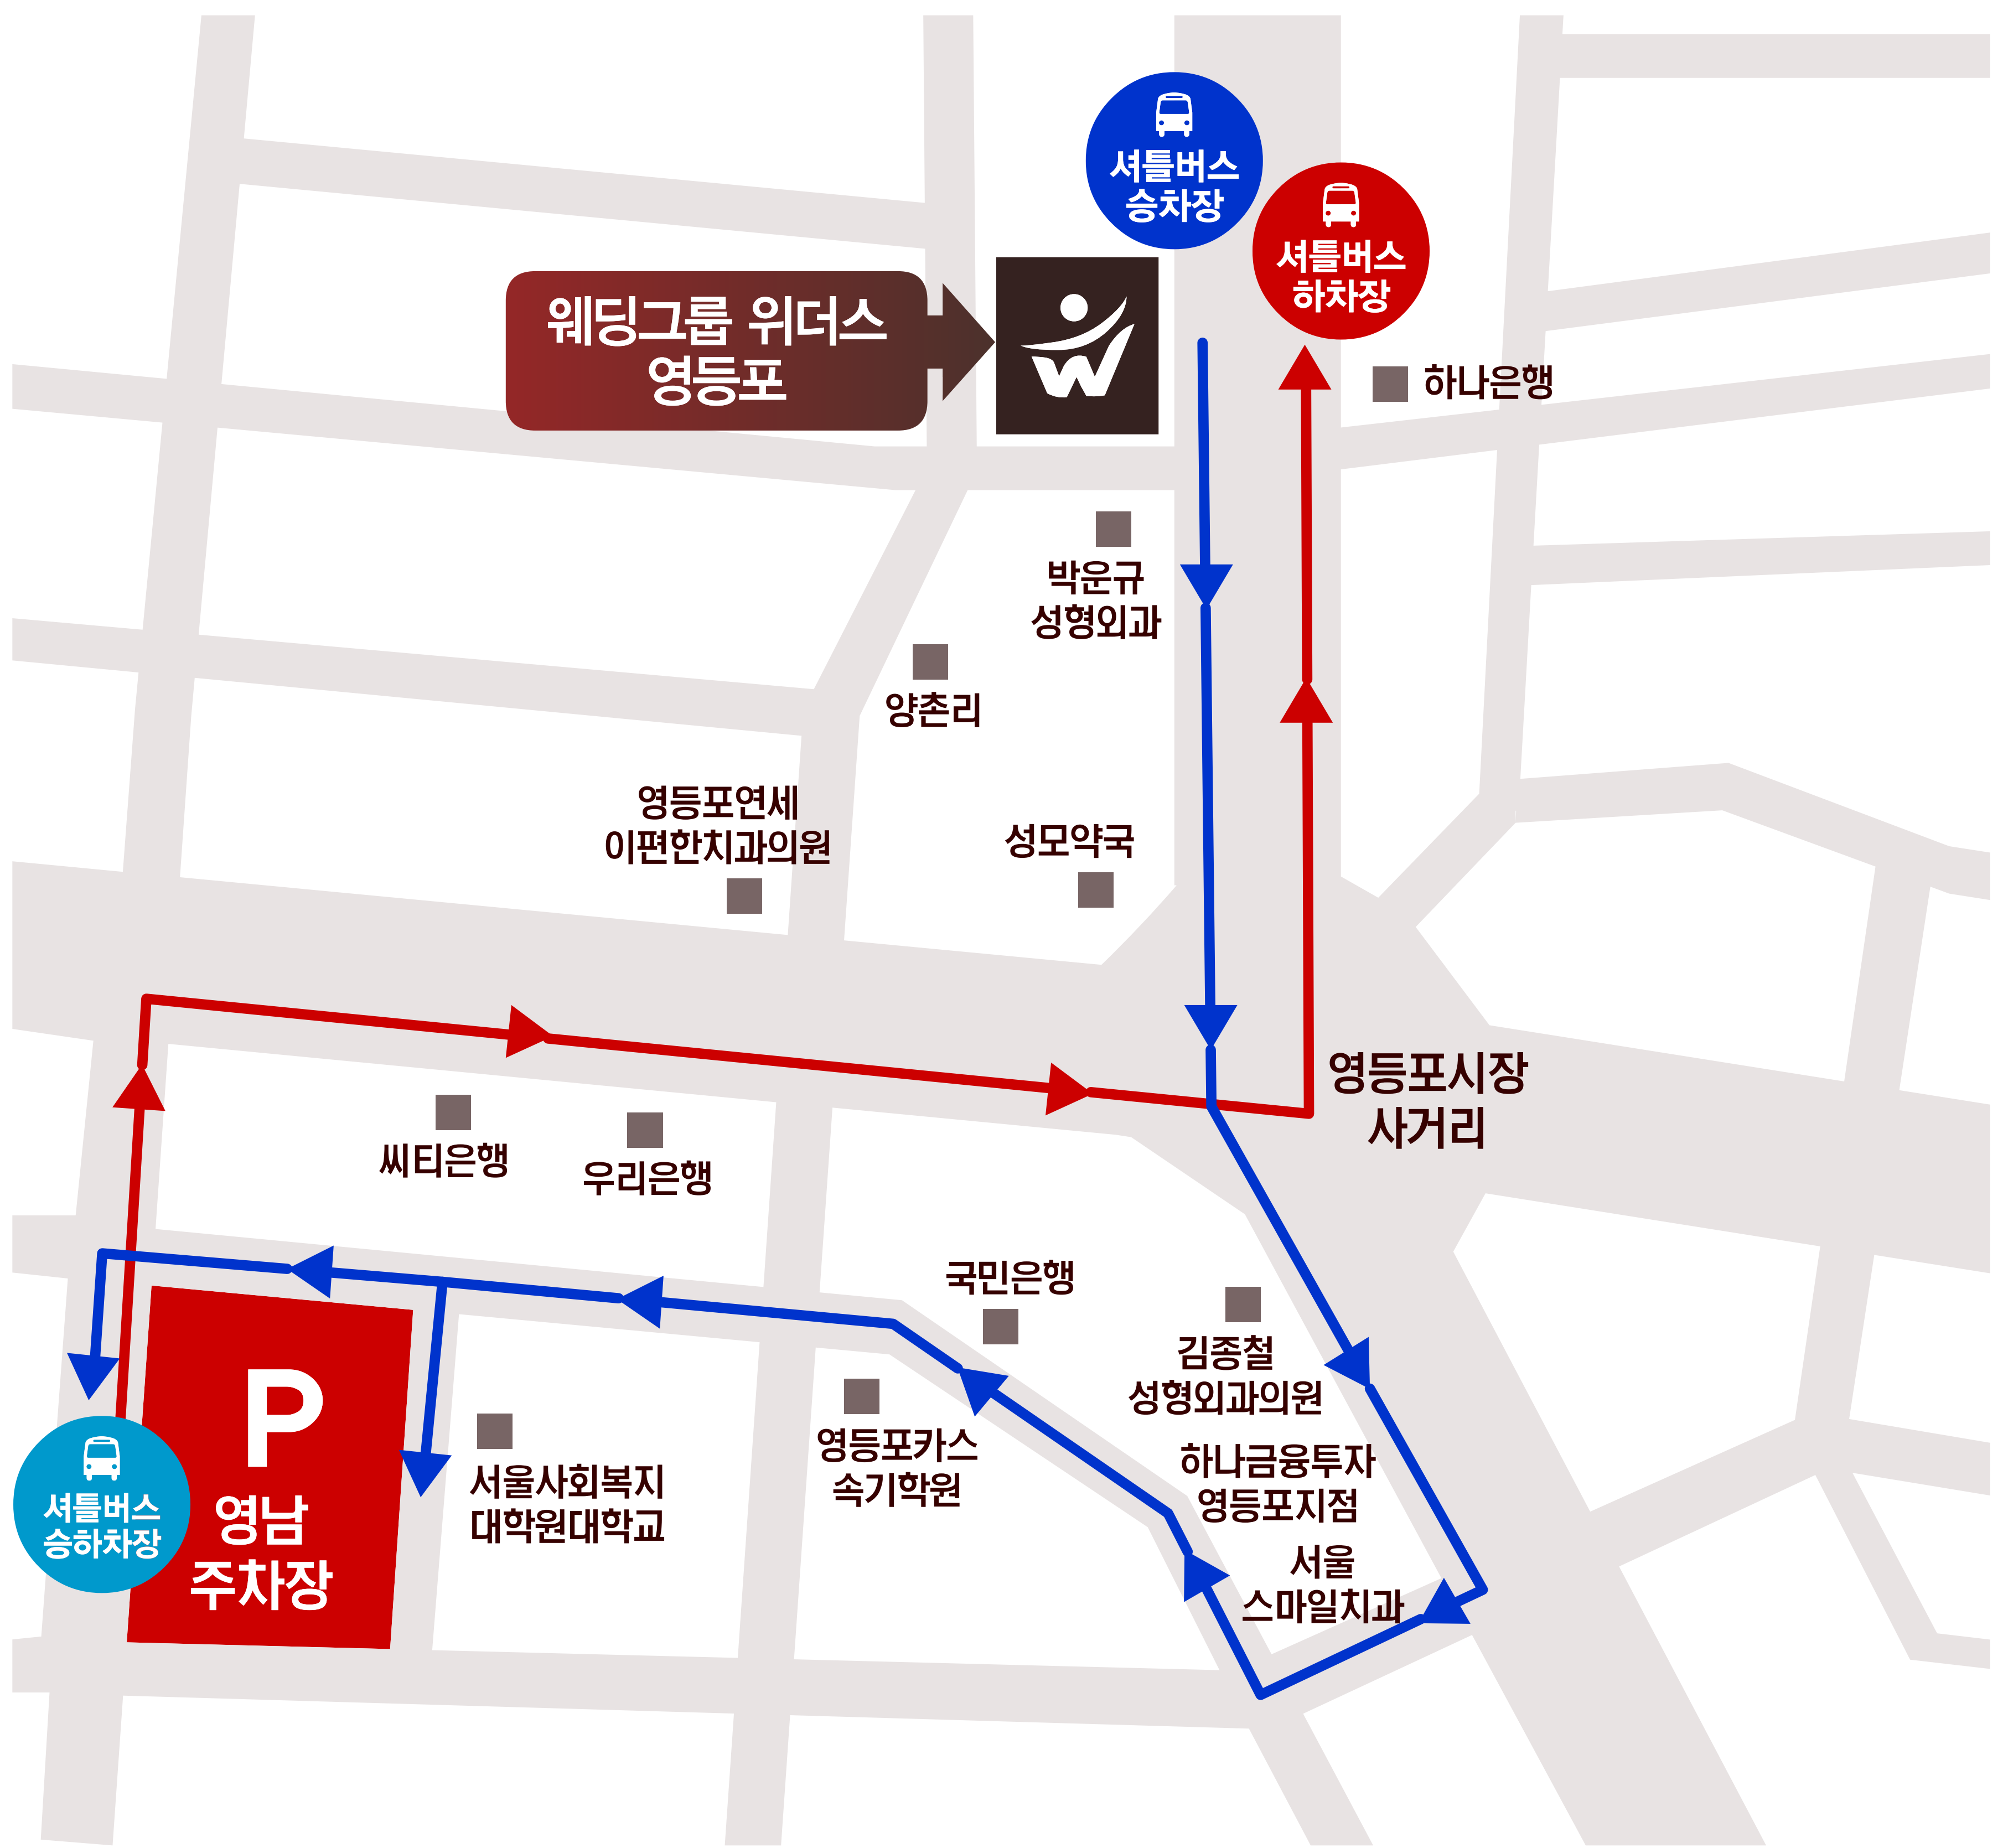 셔틀버스
승차장
셔틀버스
하차장
웨딩그룹 위더스
영등포
하나은행
박운규
성형외과
양촌리
영등포연세
이편한치과의원
성모약국
영등포시장
사거리
씨티은행
우리은행
국민은행
김종철
성형외과의원
영등포카스
속기학원
하나금융투자
영등포지점
서울사회복지
대학원대학교
서울
스마일치과
P
영남
주차장
셔틀버스
승하차장